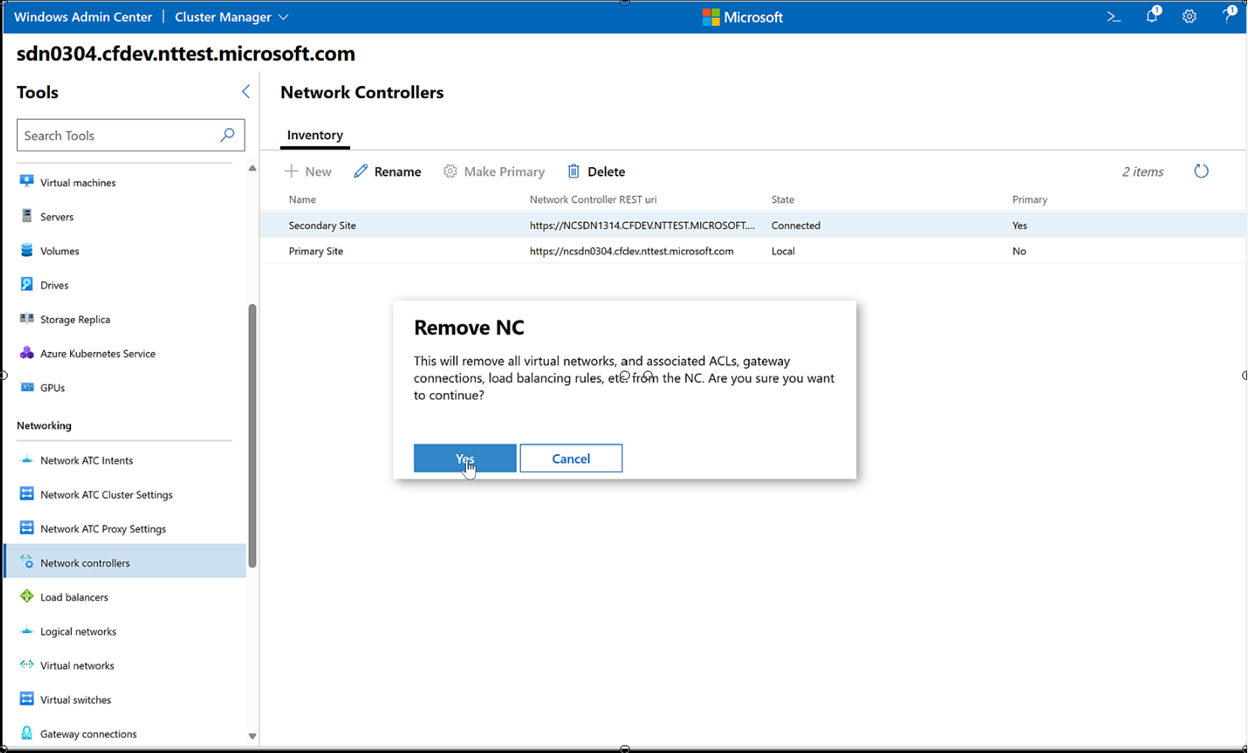 Windows Admin Center | Cluster Manager
Microsoft
1
1
sdn0304.cfdev.nttest.microsoft.com
Tools
Search Tools
Virtual machines
Servers
Volumes
Drives
Storage Replica
Azure Kubernetes Service
GPUs
Networking
Network ATC Intents
Network ATC Cluster Settings
Network ATC Proxy Settings
Network controllers
Load balancers
Logical networks
Virtual networks
Virtual switches
Gateway connections
Network Controllers
Inventory
New Rename Make Primary Delete 2 items
Name Network Controller REST uri State Primary
Secondary Site https://NCSDN1314.CFDEV.NTTEST.MICROSOFT.... Connected Yes
Primary Site https://ncsdn0304.cfdev.nttest.microsoft.com Local No
Remove NC
This will remove all virtual networks, and associated ACLs, gateway
connections, load balancing rules, etc. from the NC. Are you sure you want
to continue?
Yes Cancel